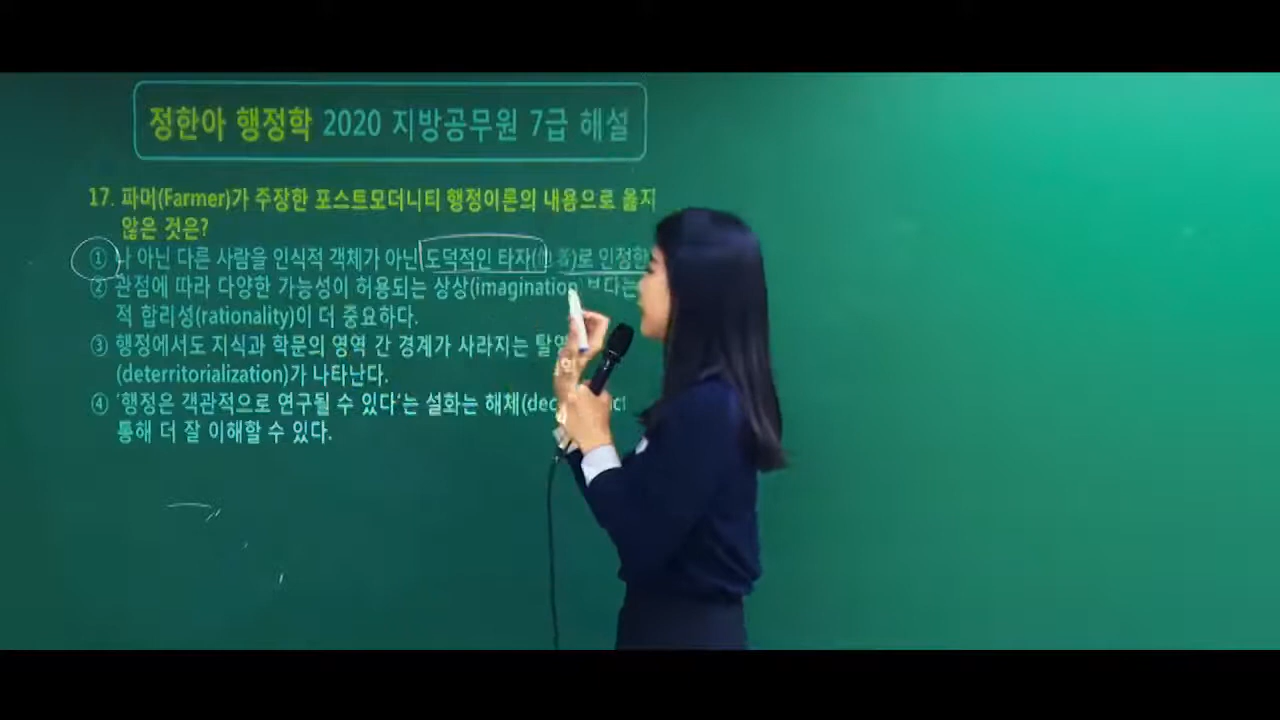 정한아 행정학 2020 지방공무원 7급 해설
17. 파머(Farmer)가 주장한 포스트모더니티 행정이론의 내용으로 옳지
않은 것은?
① 나 아닌 다른 사람을 인식적 객체가 아닌 도덕적인 타자(他者)로 인정한
② 관점에 따라 다양한 가능성이 허용되는 상상(imagination)보다는
적 합리성(rationality)이 더 중요하다.
③ 행정에서도 지식과 학문의 영역 간 경계가 사라지는
(deterritorialization)가 나타난다.
④ '행정은 객관적으로 연구될 수 있다'는 설화는 해체
통해 더 잘 이해할 수 있다.